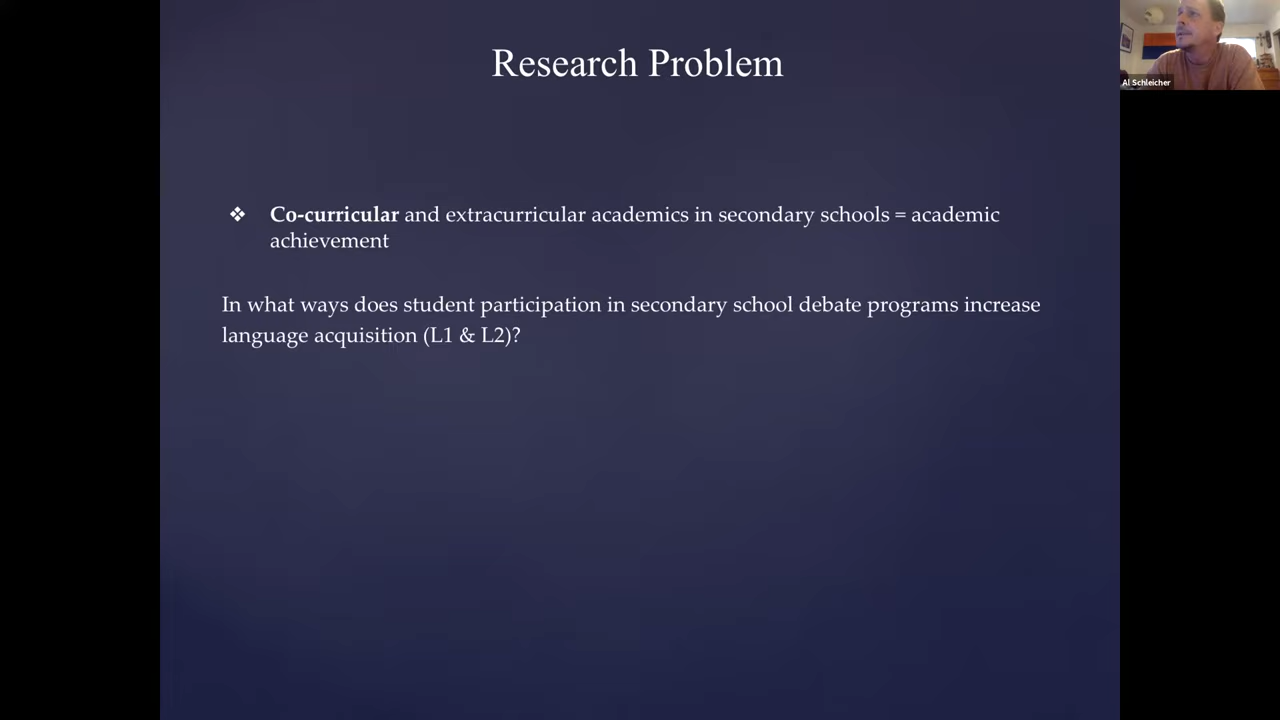 Research Problem
Al Schleicher
❖ Co-curricular and extracurricular academics in secondary schools = academic
achievement
In what ways does student participation in secondary school debate programs increase
language acquisition (L1 & L2)?